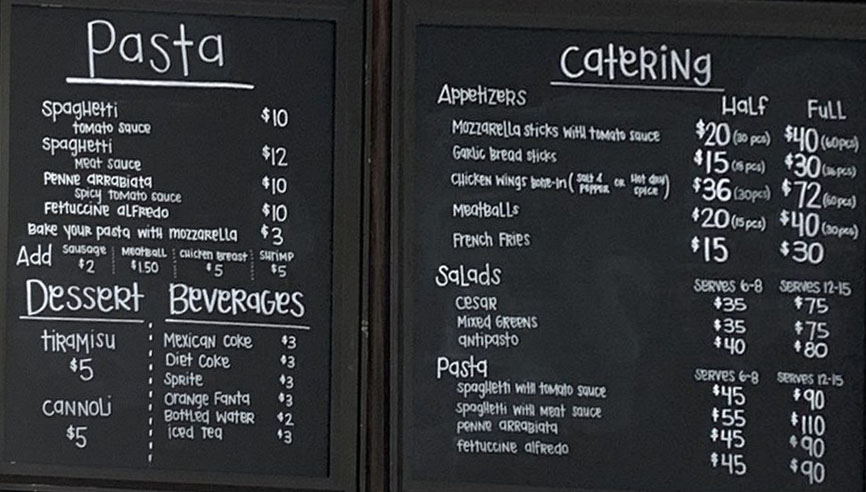 Pasta
Spaghetti $10
tomato sauce
Spaghetti $12
Meat sauce
Penne arrabiata $10
Spicy tomato sauce
Fettuccine alfredo $10
Bake your pasta with mozzarella $3
Add Sausage $2 Meatball $1.50 Chicken Breast $5 Shrimp $5
Dessert
tiramisu
$5
Cannoli
$5
Beverages
Mexican Coke $3
Diet Coke $3
Sprite $3
Orange Fanta $3
Bottled Water $2
iced tea $3
Catering
Appetizers Half Full
Mozzarella sticks with tomato sauce $20 (30 pcs) $40 (60 pcs)
Garlic Bread sticks $15 (18 pcs) $30 (36 pcs)
Chicken wings bone-in (salt & pepper or Hot dry spice) $36 (30 pcs) $72 (60 pcs)
Meatballs $20 (15 pcs) $40 (30 pcs)
French Fries $15 $30
Salads Serves 6-8 Serves 12-15
Cesar $35 $75
Mixed Greens $35 $75
antipasto $40 $80
Pasta Serves 6-8 Serves 12-15
Spaghetti with tomato sauce $45 $90
Spaghetti with meat sauce $55 $110
Penne arrabiata $45 $90
fettuccine alfredo $45 $90